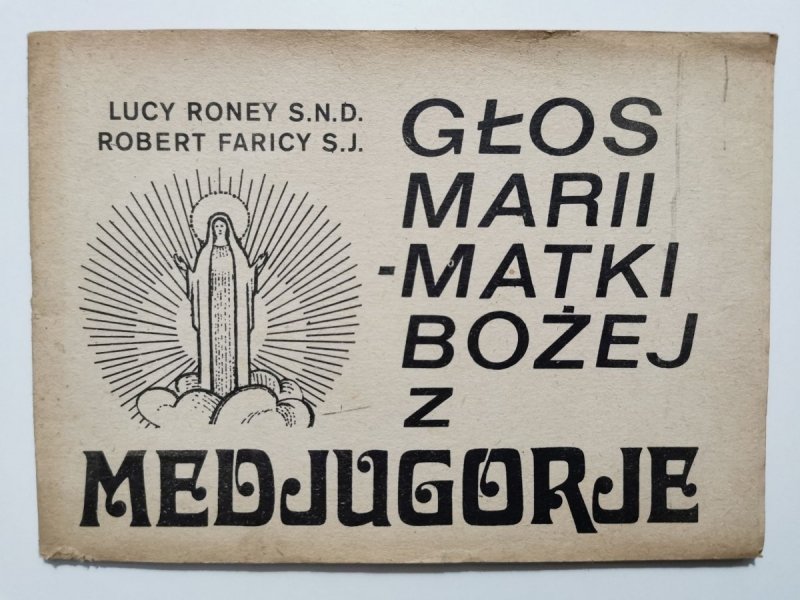 LUCY RONEY S.N.D.
ROBERT FARICY S.J.
GŁOS
MARII
-MATKI
BOŻEJ
Z
MEDJUGORJE